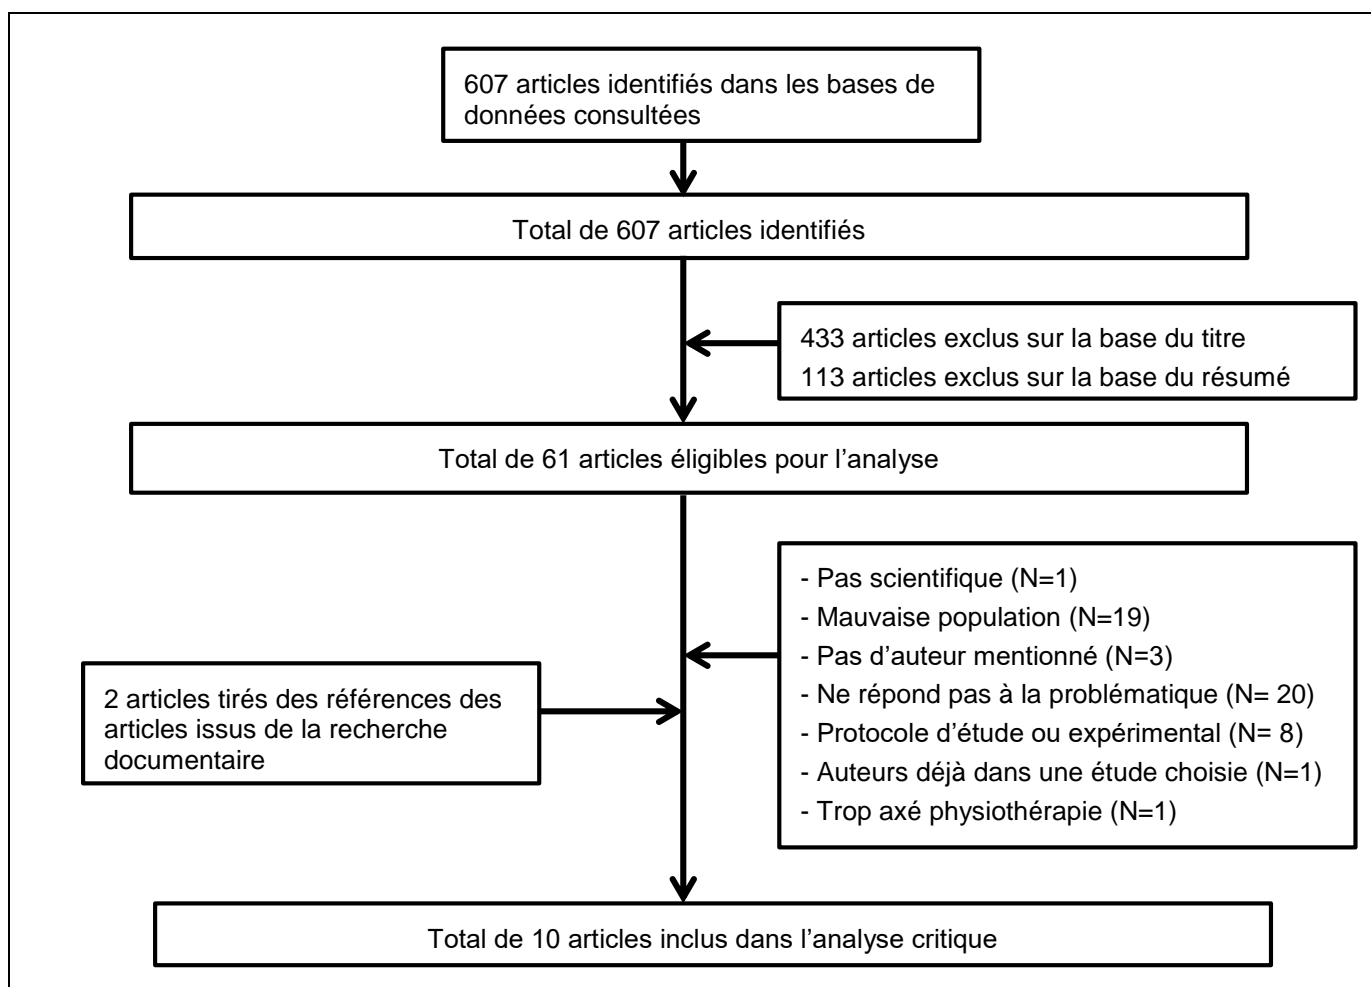 607 articles identifiés dans les bases de
données consultées
Total de 607 articles identifiés
433 articles exclus sur la base du titre
113 articles exclus sur la base du résumé
Total de 61 articles éligibles pour l’analyse
- Pas scientifique (N=1)
- Mauvaise population (N=19)
- Pas d’auteur mentionné (N=3)
- Ne répond pas à la problématique (N= 20)
- Protocole d’étude ou expérimental (N= 8)
- Auteurs déjà dans une étude choisie (N=1)
- Trop axé physiothérapie (N=1)
2 articles tirés des références des
articles issus de la recherche
documentaire
Total de 10 articles inclus dans l’analyse critique